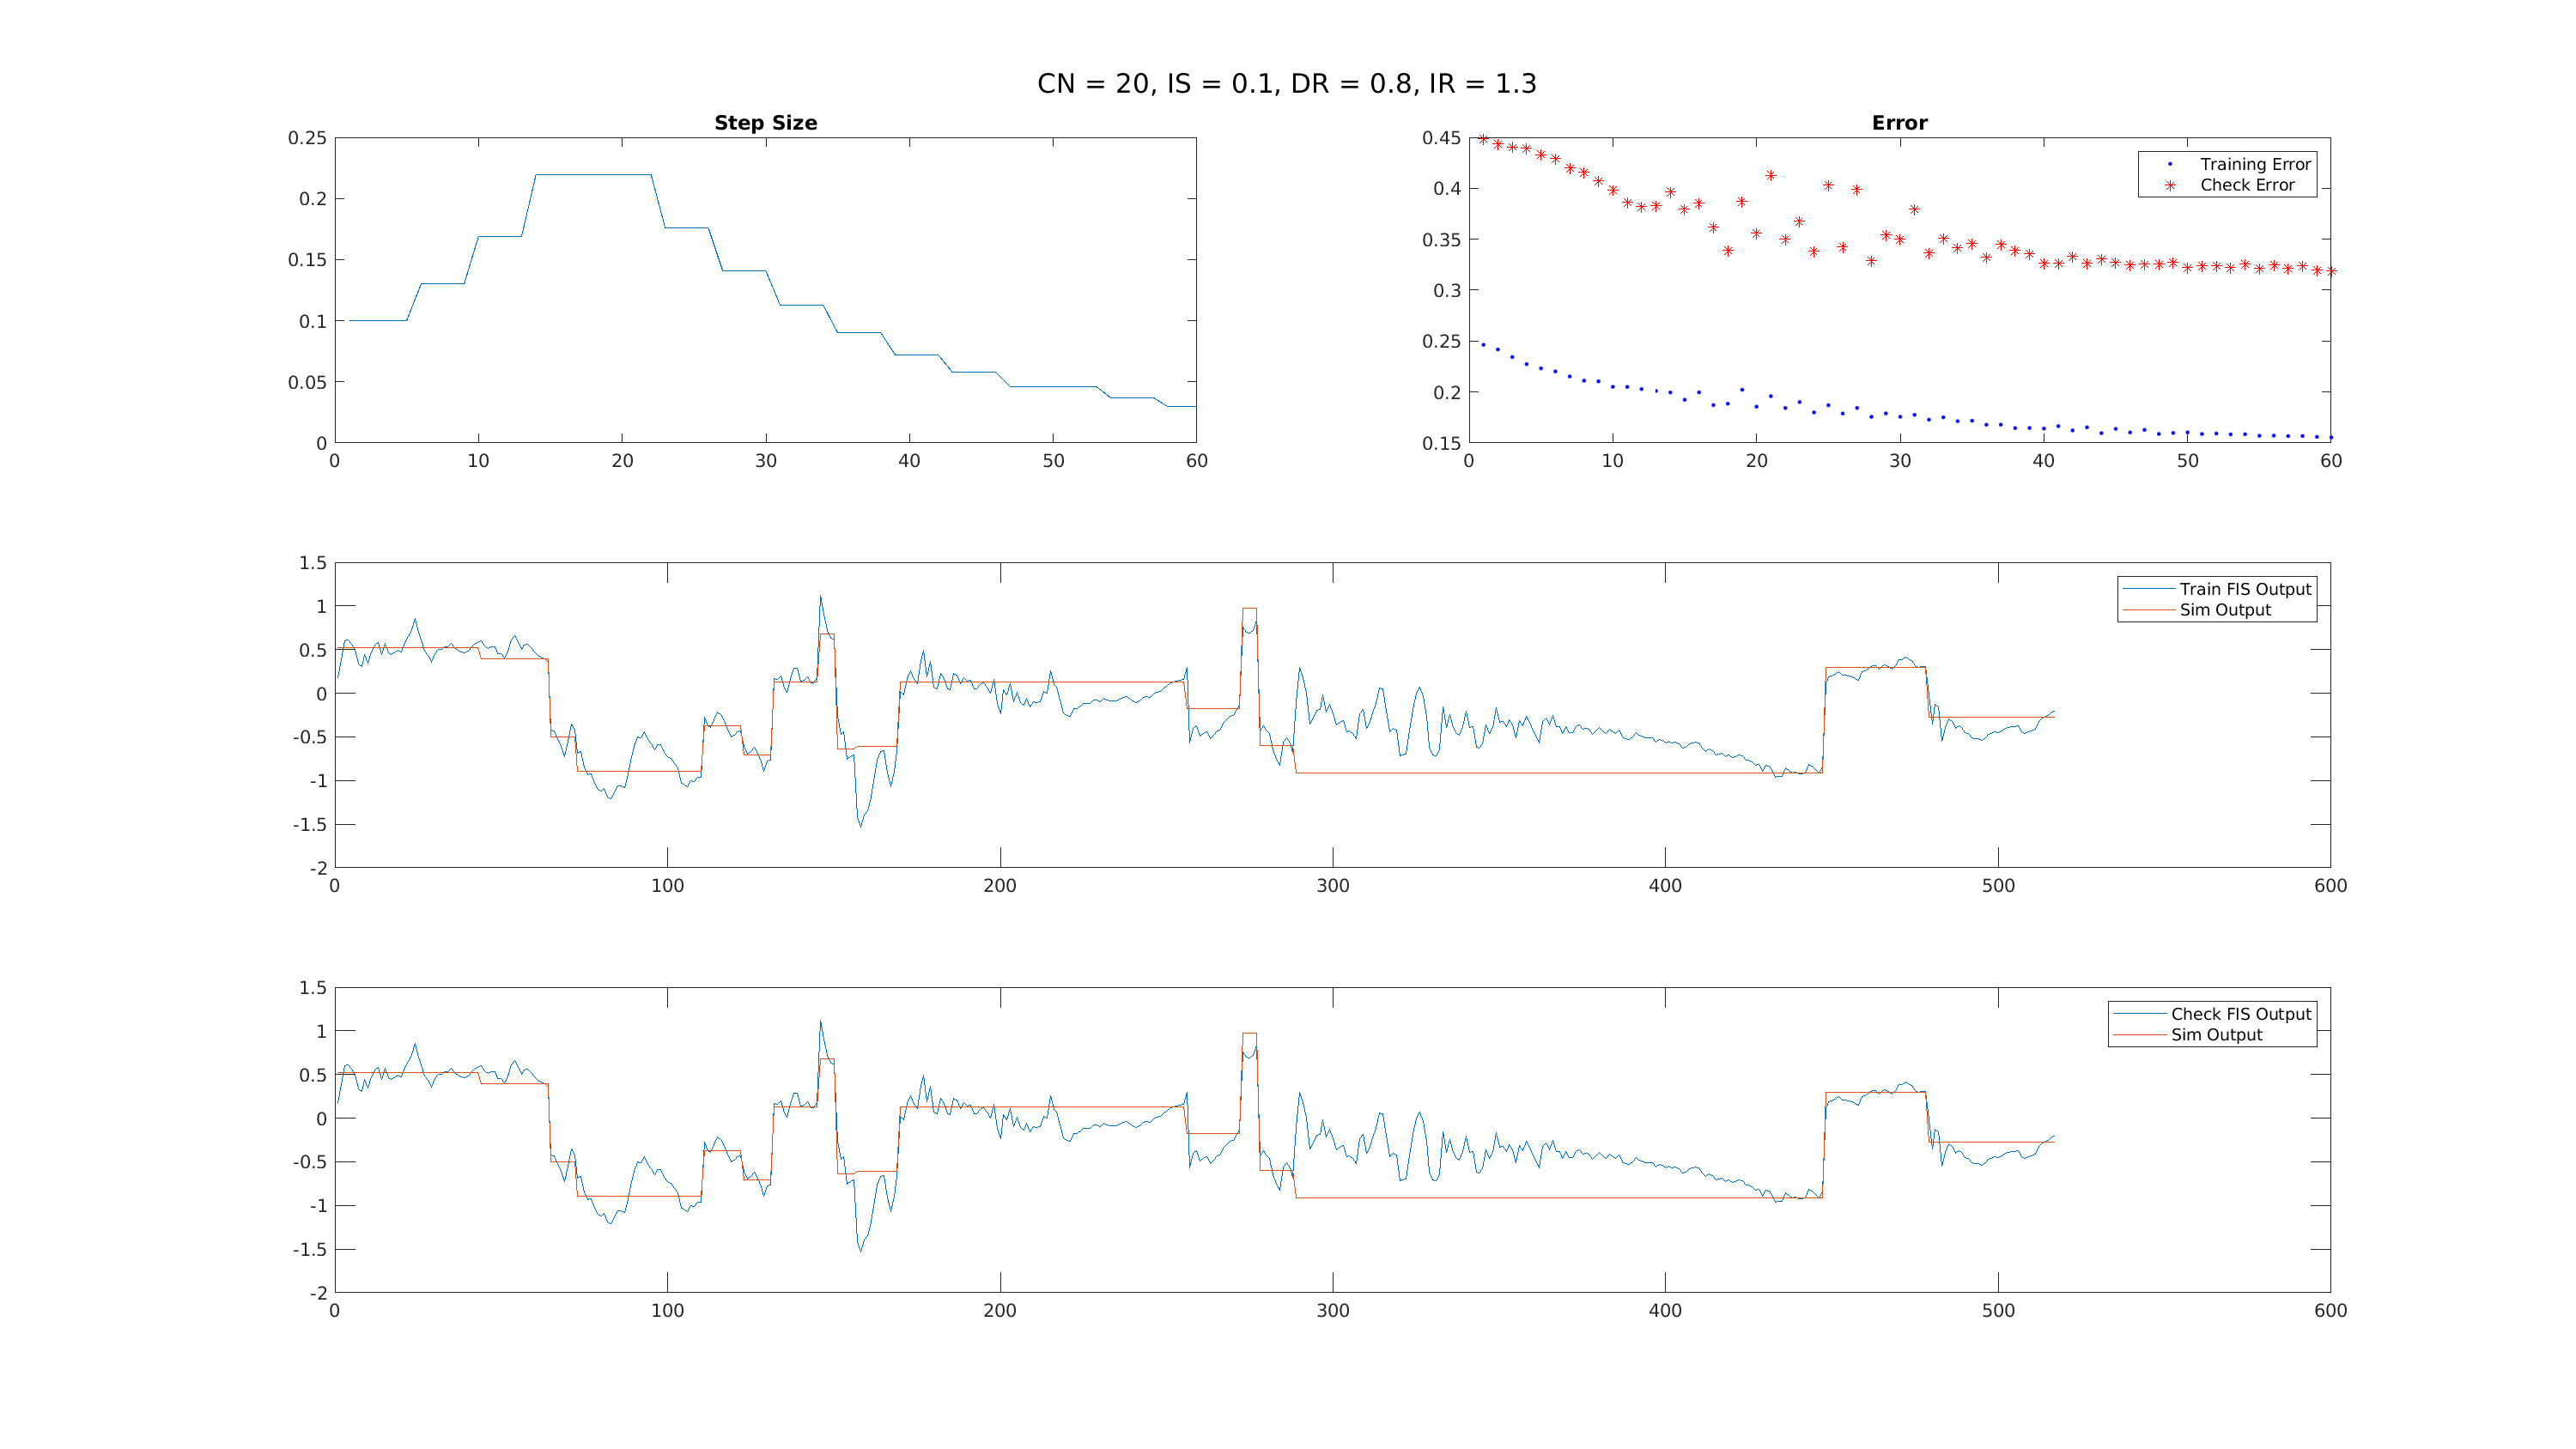 CN = 20, IS = 0.1, DR = 0.8, IR = 1.3
Step Size
0.25
0.2
0.15
0.1
0.05
0
0 10 20 30 40 50 60
Error
0.45
0.4
0.35
0.3
0.25
0.2
0.15
0 10 20 30 40 50 60
Training Error
Check Error
1.5
1
0.5
0
-0.5
-1
-1.5
-2
0 100 200 300 400 500 600
Train FIS Output
Sim Output
1.5
1
0.5
0
-0.5
-1
-1.5
-2
0 100 200 300 400 500 600
Check FIS Output
Sim Output